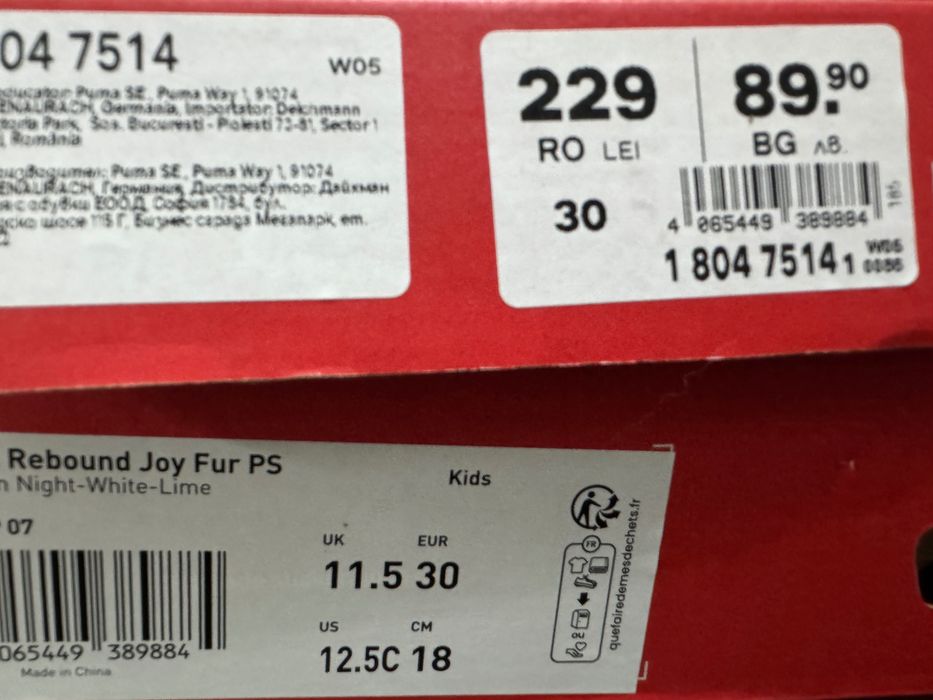 04 7514
W05
Puma SE, Puma Way 1, 91074
Germania, Importator Deichmann
Park, Sos. Bucuresti - Ploiesti 73-81, Sector 1
România
Puma SE, Puma Way 1, 91074
Германия, Дистрибутор: Дайхман
обувки ЕООД, София 1784, бул.
шосе 115 Г, Бизнес сграда Мегапарк, ет.
2
229
RO LEI
89.90
BG лв.
30
4 065449 389884
186
1 804 7514 1
W05
0086
Rebound Joy Fur PS
Night-White-Lime
07
Kids
UK
EUR
11.5 30
US
CM
12.5C 18
065449 389884
Made in China
FR
quefairedemesdechets.fr